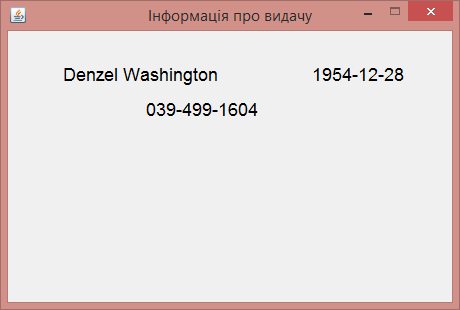 Інформація про видачу
Denzel Washington 1954-12-28
039-499-1604